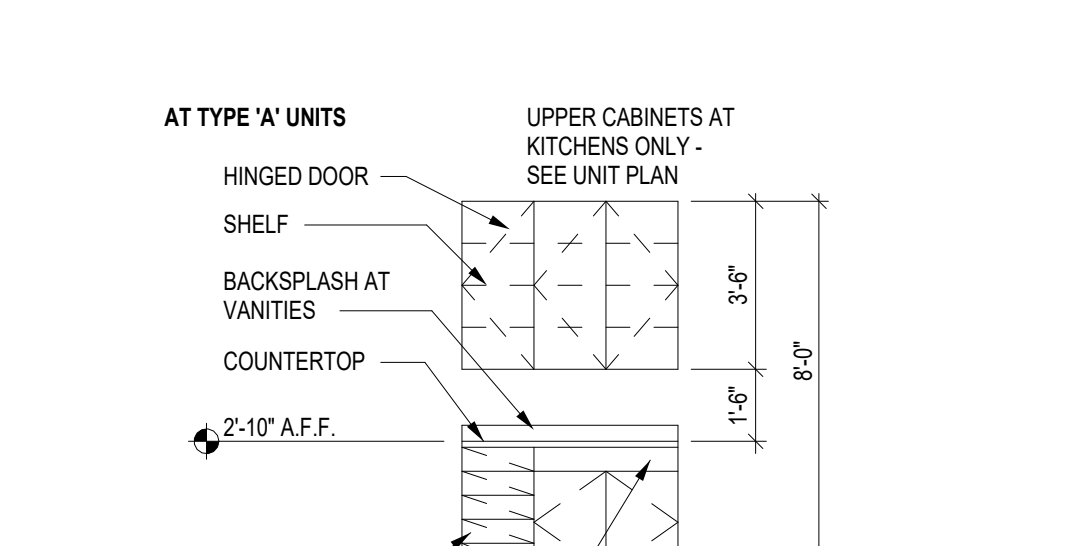 AT TYPE 'A' UNITS
UPPER CABINETS AT
KITCHENS ONLY -
SEE UNIT PLAN
HINGED DOOR
SHELF
BACKSPLASH AT
VANITIES
COUNTERTOP
2'-10" A.F.F.
3'-6"
1'-6"
8'-0"